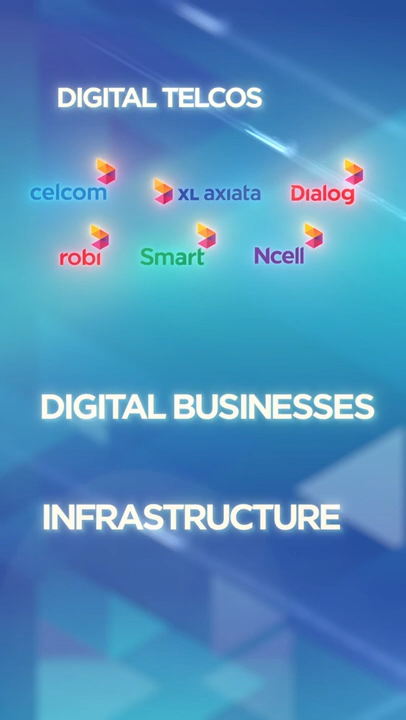 DIGITAL TELCOS
celcom XL axiata Dialog
robi Smart Ncell
DIGITAL BUSINESSES
INFRASTRUCTURE